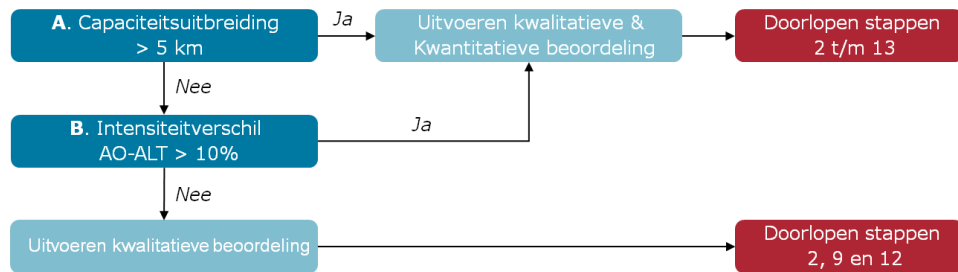 A. Capaciteitsuitbreiding
> 5 km
Ja
Uitvoeren kwalitatieve &
Kwantitatieve beoordeling
Doorlopen stappen
2 t/m 13
Nee
B. Intensiteitverschil
AO-ALT > 10%
Ja
Nee
Uitvoeren kwalitatieve beoordeling
Doorlopen stappen
2, 9 en 12